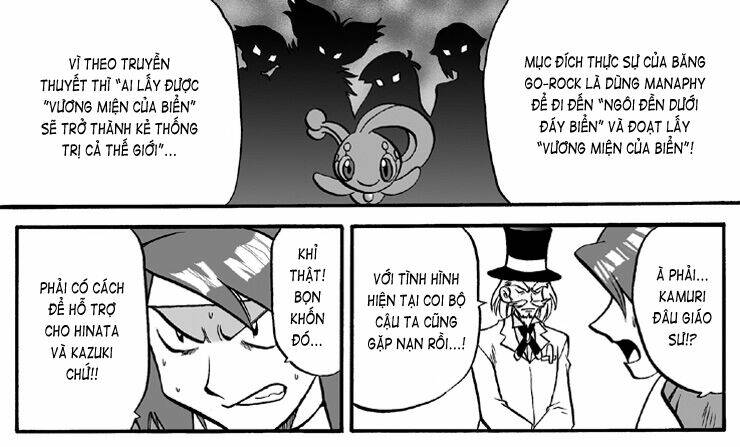 MỤC ĐÍCH THỰC SỰ CỦA BĂNG
GO-ROCK LÀ DÙNG MANAPHY
ĐỂ ĐI ĐẾN "NGÔI ĐỀN DƯỚI
ĐÁY BIỂN" VÀ ĐOẠT LẤY
"VƯƠNG MIỆN CỦA BIỂN"!
VÌ THEO TRUYỀN
THUYẾT THÌ "AI LẤY ĐƯỢC
"VƯƠNG MIỆN CỦA BIỂN"
SẼ TRỞ THÀNH KẺ THỐNG
TRỊ CẢ THẾ GIỚI"...
À PHẢI...
KAMURI
ĐÂU GIÁO
SƯ!?
VỚI TÌNH HÌNH
HIỆN TẠI COI BỘ
CẬU TA CŨNG
GẶP NẠN RỒI...!
KHỈ
THẬT!
BỌN
KHỐN
ĐÓ...
PHẢI CÓ CÁCH
ĐỂ HỖ TRỢ
CHO HINATA
VÀ KAZUKI
CHỨ!!